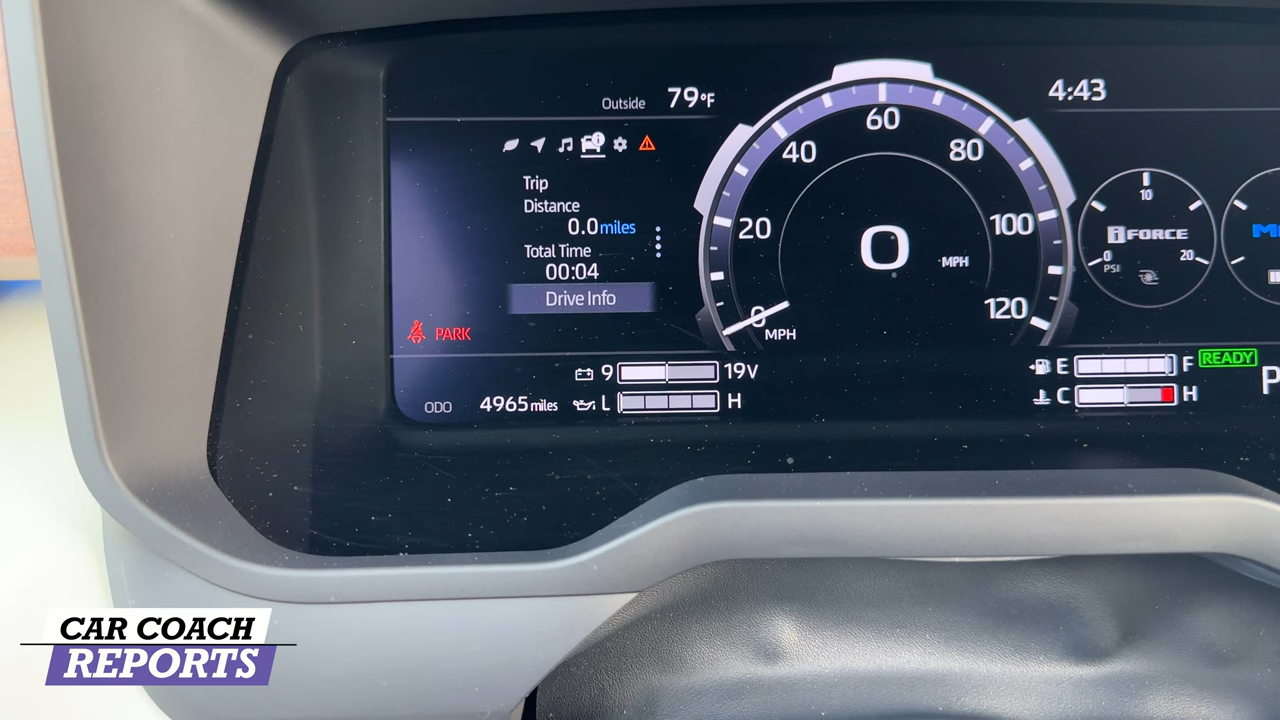 Outside 79°F
4:43
Trip
Distance
0.0 miles
Total Time
00:04
Drive Info
PARK
ODO 4965 miles
9 19V
L H
0 20 40 60 80 100 120
MPH
0 MPH
10
iFORCE
0 20
PSI
E F
READY
C H
P
CAR COACH
REPORTS